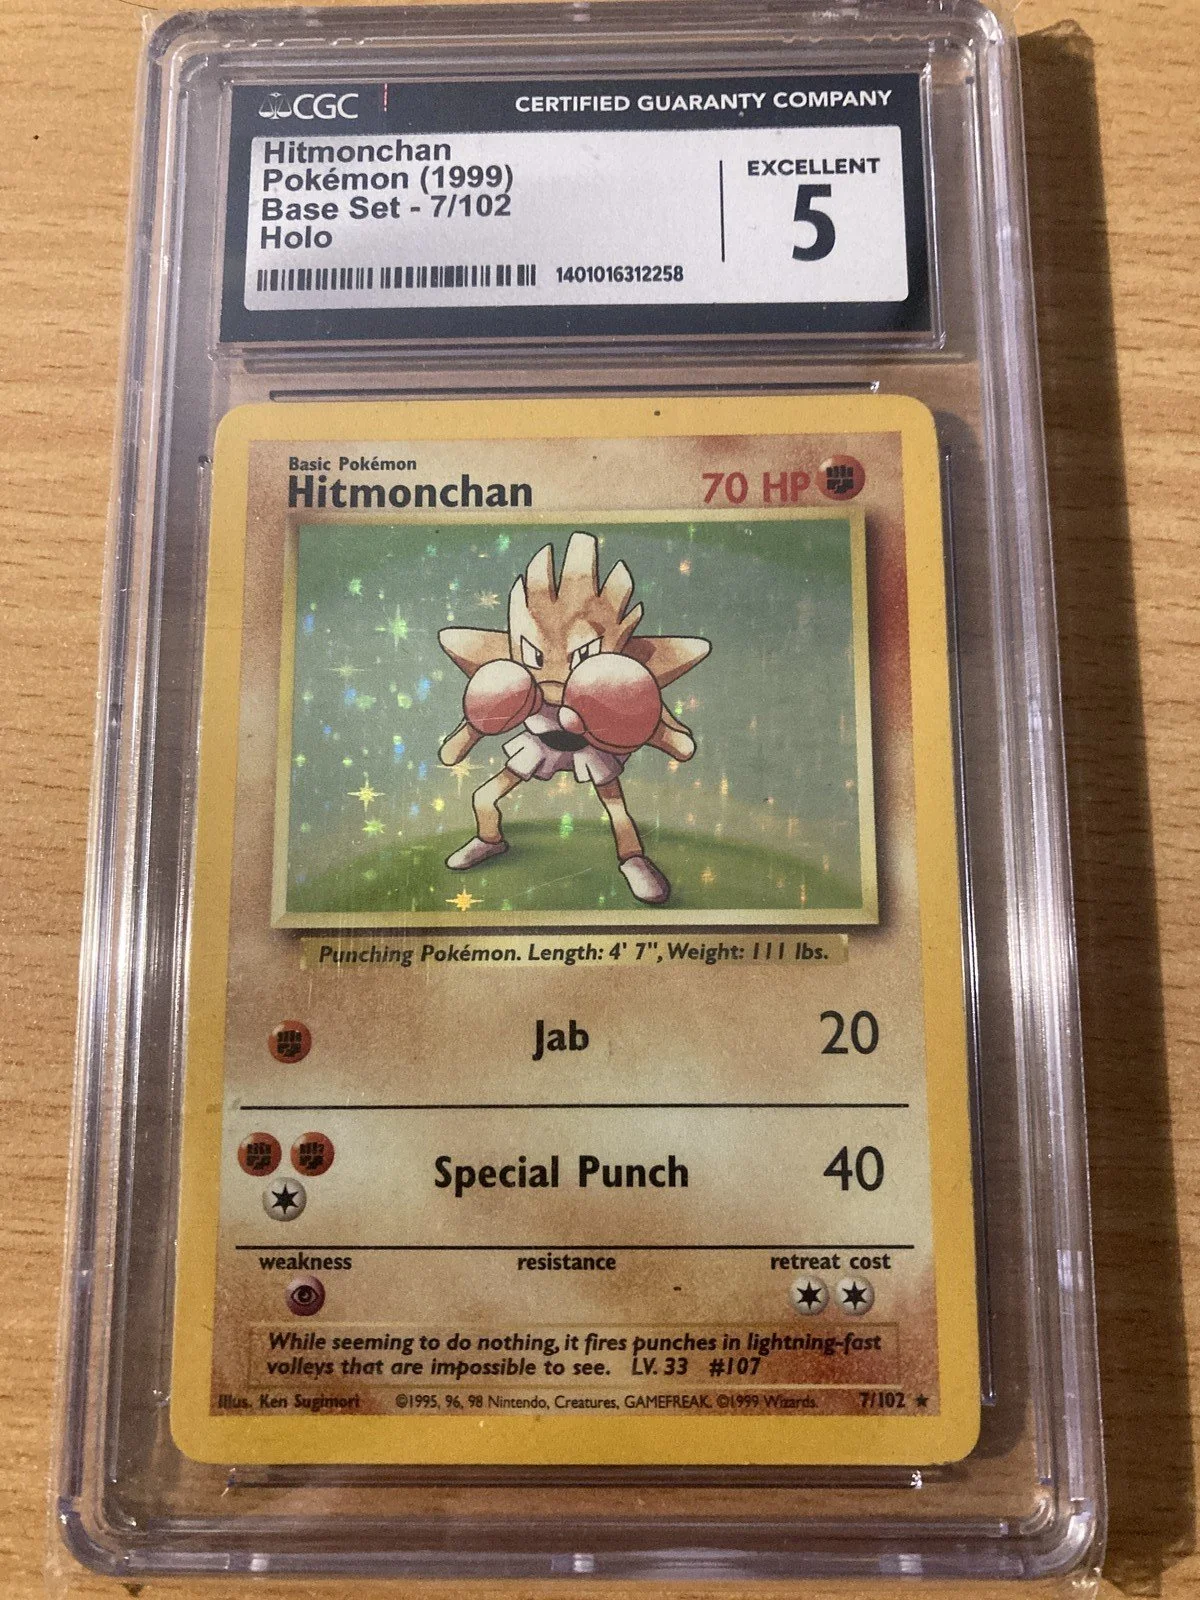 CGC
CERTIFIED GUARANTY COMPANY
Hitmonchan
Pokémon (1999)
Base Set - 7/102
Holo
EXCELLENT
5
1401016312258
Basic Pokémon
Hitmonchan
70 HP
Punching Pokémon. Length: 4' 7", Weight: 111 lbs.
Jab 20
Special Punch 40
weakness resistance retreat cost
While seeming to do nothing, it fires punches in lightning-fast
volleys that are impossible to see. LV. 33 #107
Illus. Ken Sugimori ©1995, 96, 98 Nintendo, Creatures, GAMEFREAK. ©1999 Wizards. 7/102 ★